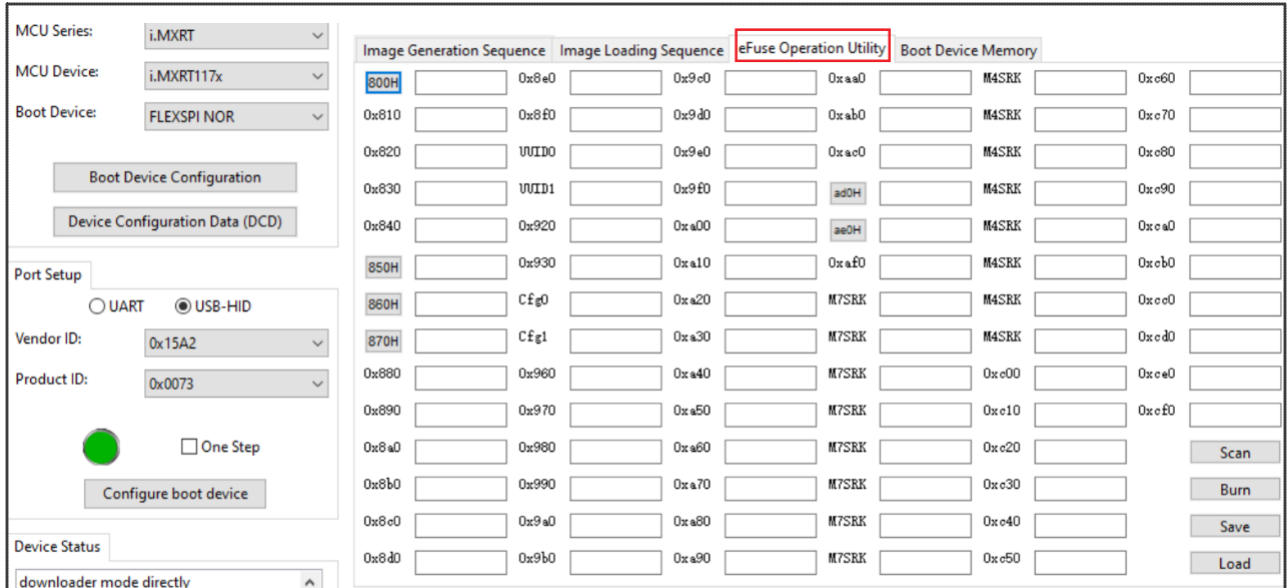 MCU Series:
i.MXRT
MCU Device:
i.MXRT117x
Boot Device:
FLEXSPI NOR
Boot Device Configuration
Device Configuration Data (DCD)
Port Setup
UART USB-HID
Vendor ID:
0x15A2
Product ID:
0x0073
One Step
Configure boot device
Device Status
downloader mode directly
Image Generation Sequence Image Loading Sequence eFuse Operation Utility Boot Device Memory
800H 0x8e0 0x9c0 0xaa0 M4SRK 0xc60
0x810 0x8f0 0x9d0 0xab0 M4SRK 0xc70
0x820 UUID0 0x9e0 0xac0 M4SRK 0xc80
0x830 UUID1 0x9f0 ad0H M4SRK 0xc90
0x840 0x920 0xa00 ae0H M4SRK 0xca0
850H 0x930 0xa10 0xaf0 M4SRK 0xcb0
860H Cfg0 0xa20 M7SRK M4SRK 0xcc0
870H Cfg1 0xa30 M7SRK M4SRK 0xcd0
0x880 0x960 0xa40 M7SRK 0xc00 0xce0
0x890 0x970 0xa50 M7SRK 0xc10 0xcf0
0x8a0 0x980 0xa60 M7SRK 0xc20 Scan
0x8b0 0x990 0xa70 M7SRK 0xc30 Burn
0x8c0 0x9a0 0xa80 M7SRK 0xc40 Save
0x8d0 0x9b0 0xa90 M7SRK 0xc50 Load